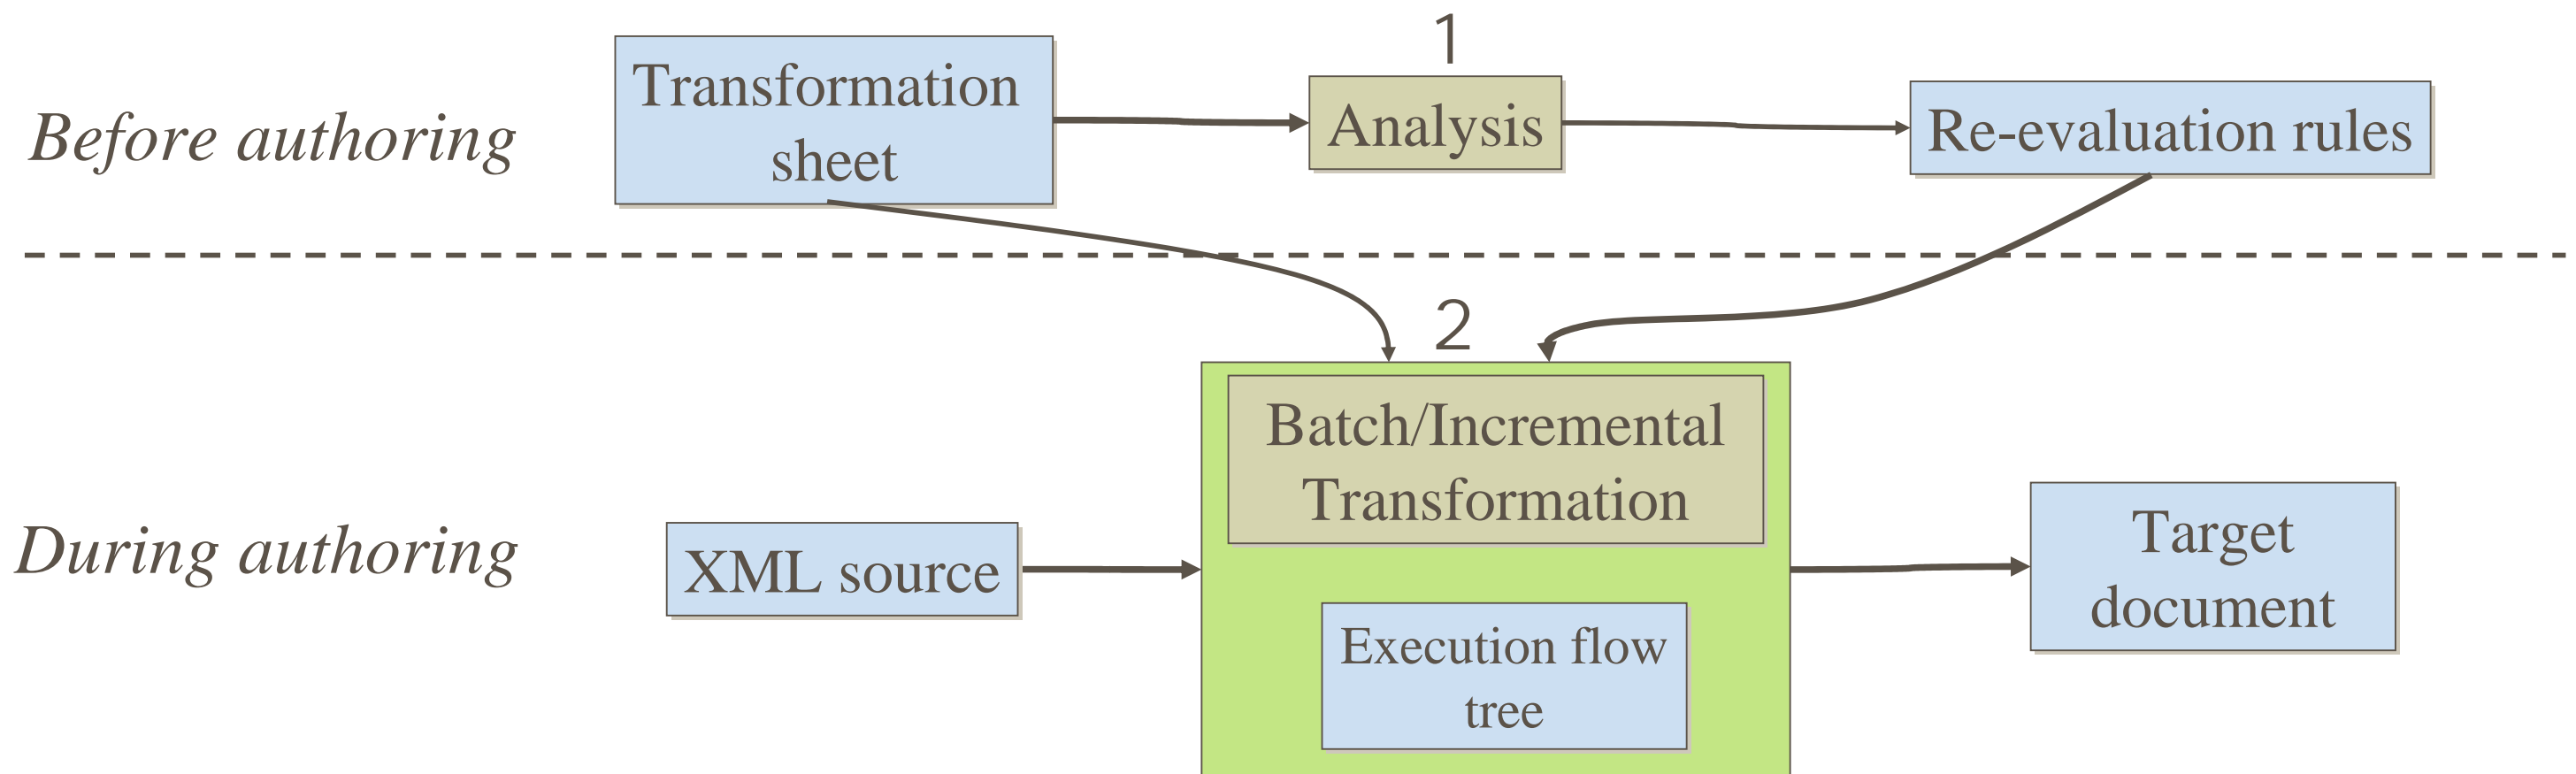 1
Before authoring
Transformation
sheet
Analysis
Re-evaluation rules
2
Batch/Incremental
Transformation
During authoring
XML source
Execution flow
tree
Target
document